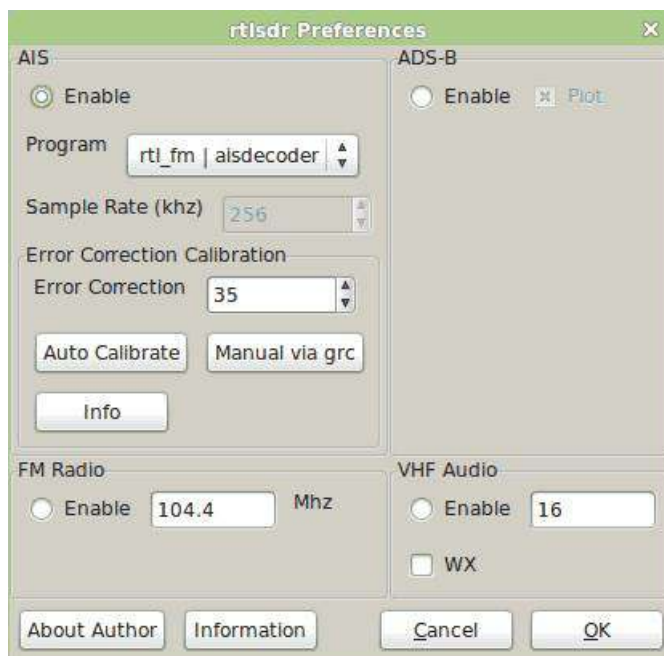 rtlsdr Preferences
AIS
Enable
Program
rtl_fm | aisdecoder
Sample Rate (khz)
256
Error Correction Calibration
Error Correction
35
Auto Calibrate
Manual via grc
Info
ADS-B
Enable
Plot
FM Radio
Enable
104.4
Mhz
VHF Audio
Enable
16
WX
About Author
Information
Cancel
OK